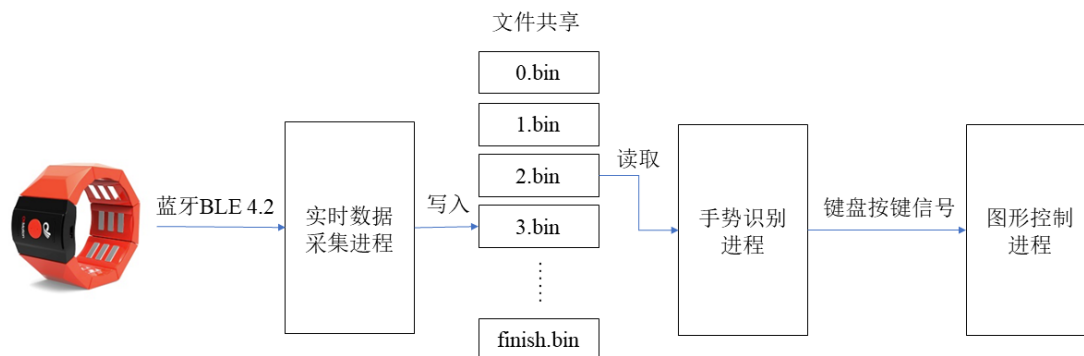 文件共享
0.bin
1.bin
2.bin
3.bin
......
finish.bin
蓝牙BLE 4.2
实时数据
采集进程
写入
读取
手势识别
进程
键盘按键信号
图形控制
进程